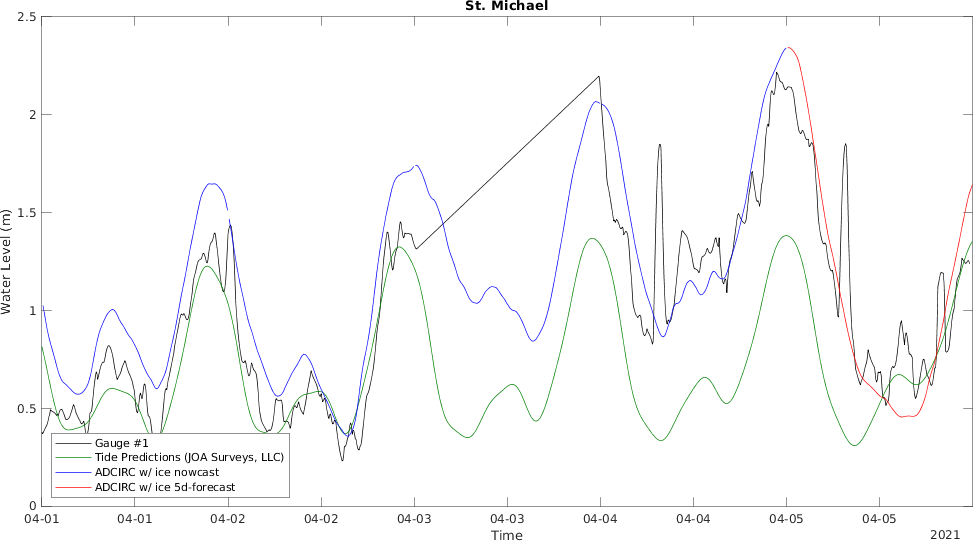 St. Michael
2.5
2
1.5
1
0.5
0
Water Level (m)
Gauge #1
Tide Predictions (JOA Surveys, LLC)
ADCIRC w/ ice nowcast
ADCIRC w/ ice 5d-forecast
04-01 04-01 04-02 04-02 04-03 04-03 04-04 04-04 04-05 04-05
Time
2021